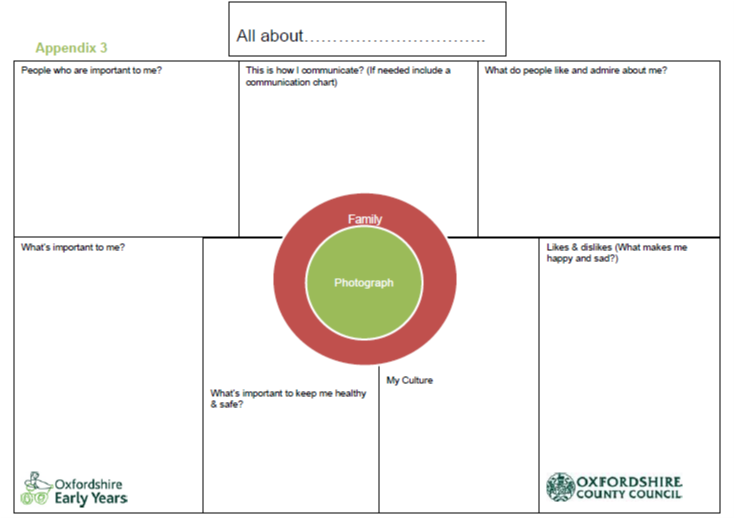 All about…………………………..
Appendix 3
People who are important to me?
This is how I communicate? (If needed include a
communication chart)
What do people like and admire about me?
Family
Photograph
What's important to me?
Likes & dislikes (What makes me
happy and sad?)
What's important to keep me healthy
& safe?
My Culture
Oxfordshire
Early Years
OXFORDSHIRE
COUNTY COUNCIL